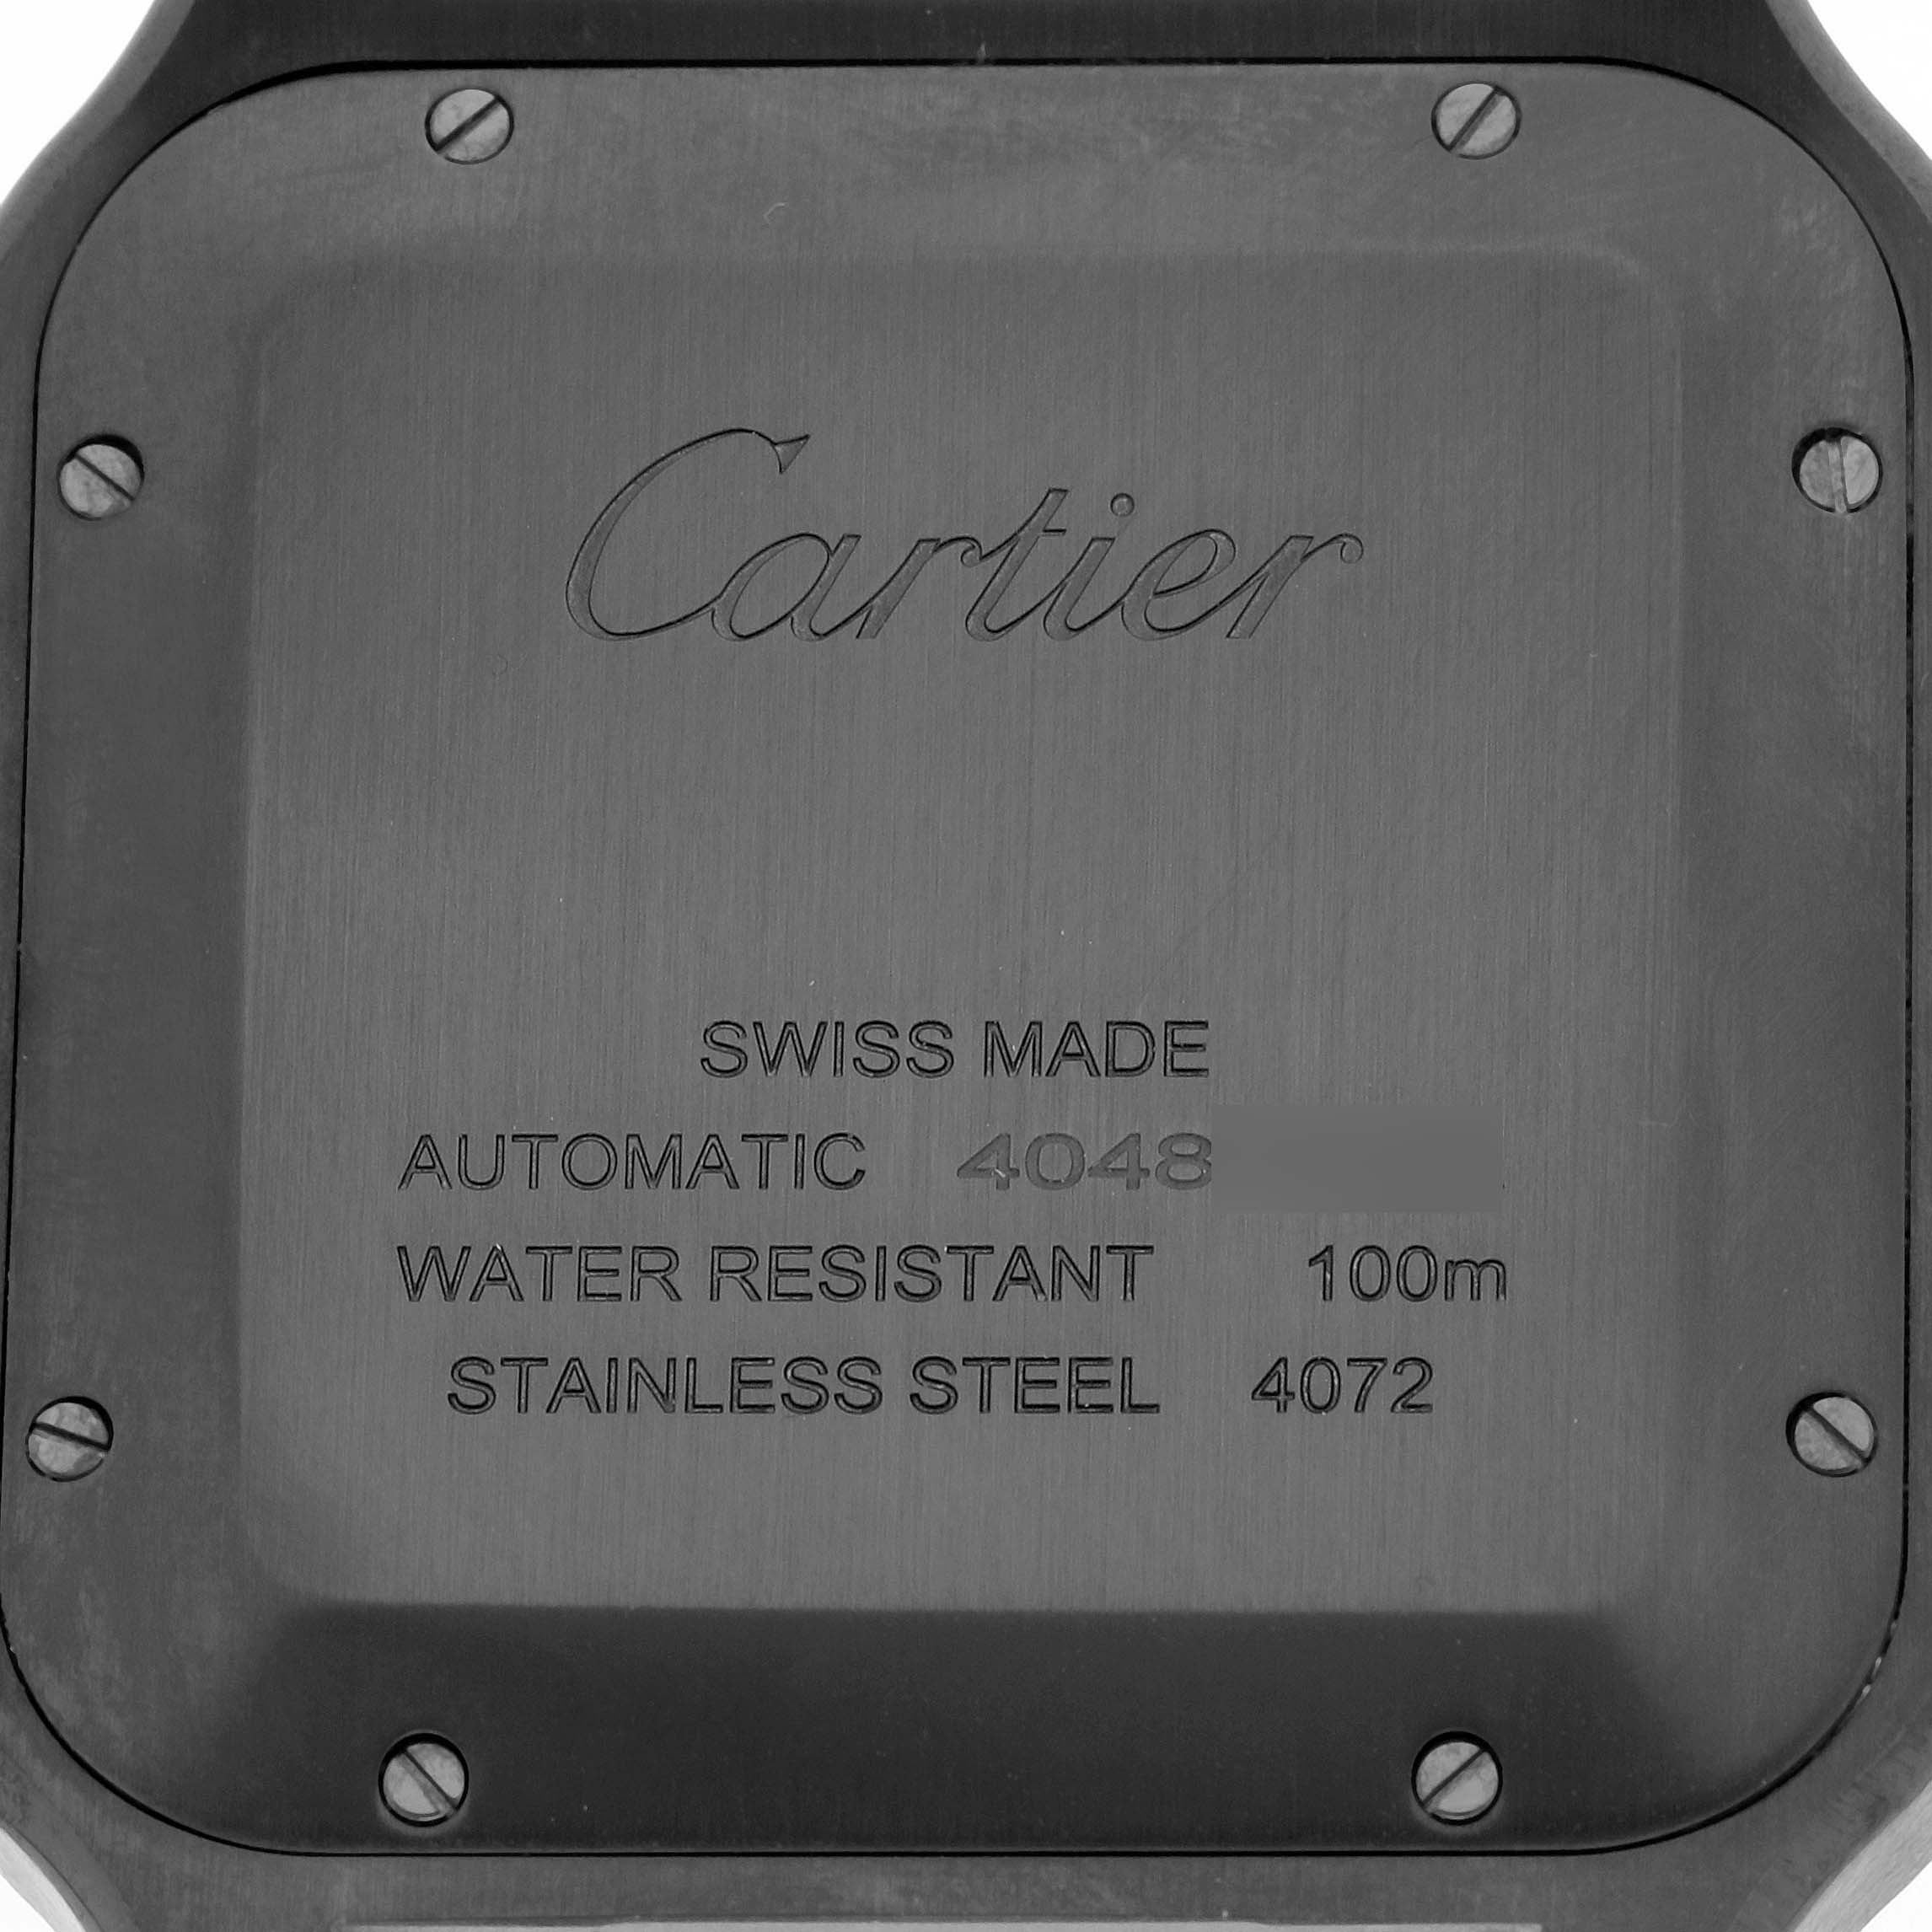 Cartier
SWISS MADE
AUTOMATIC 4048
WATER RESISTANT 100m
STAINLESS STEEL 4072